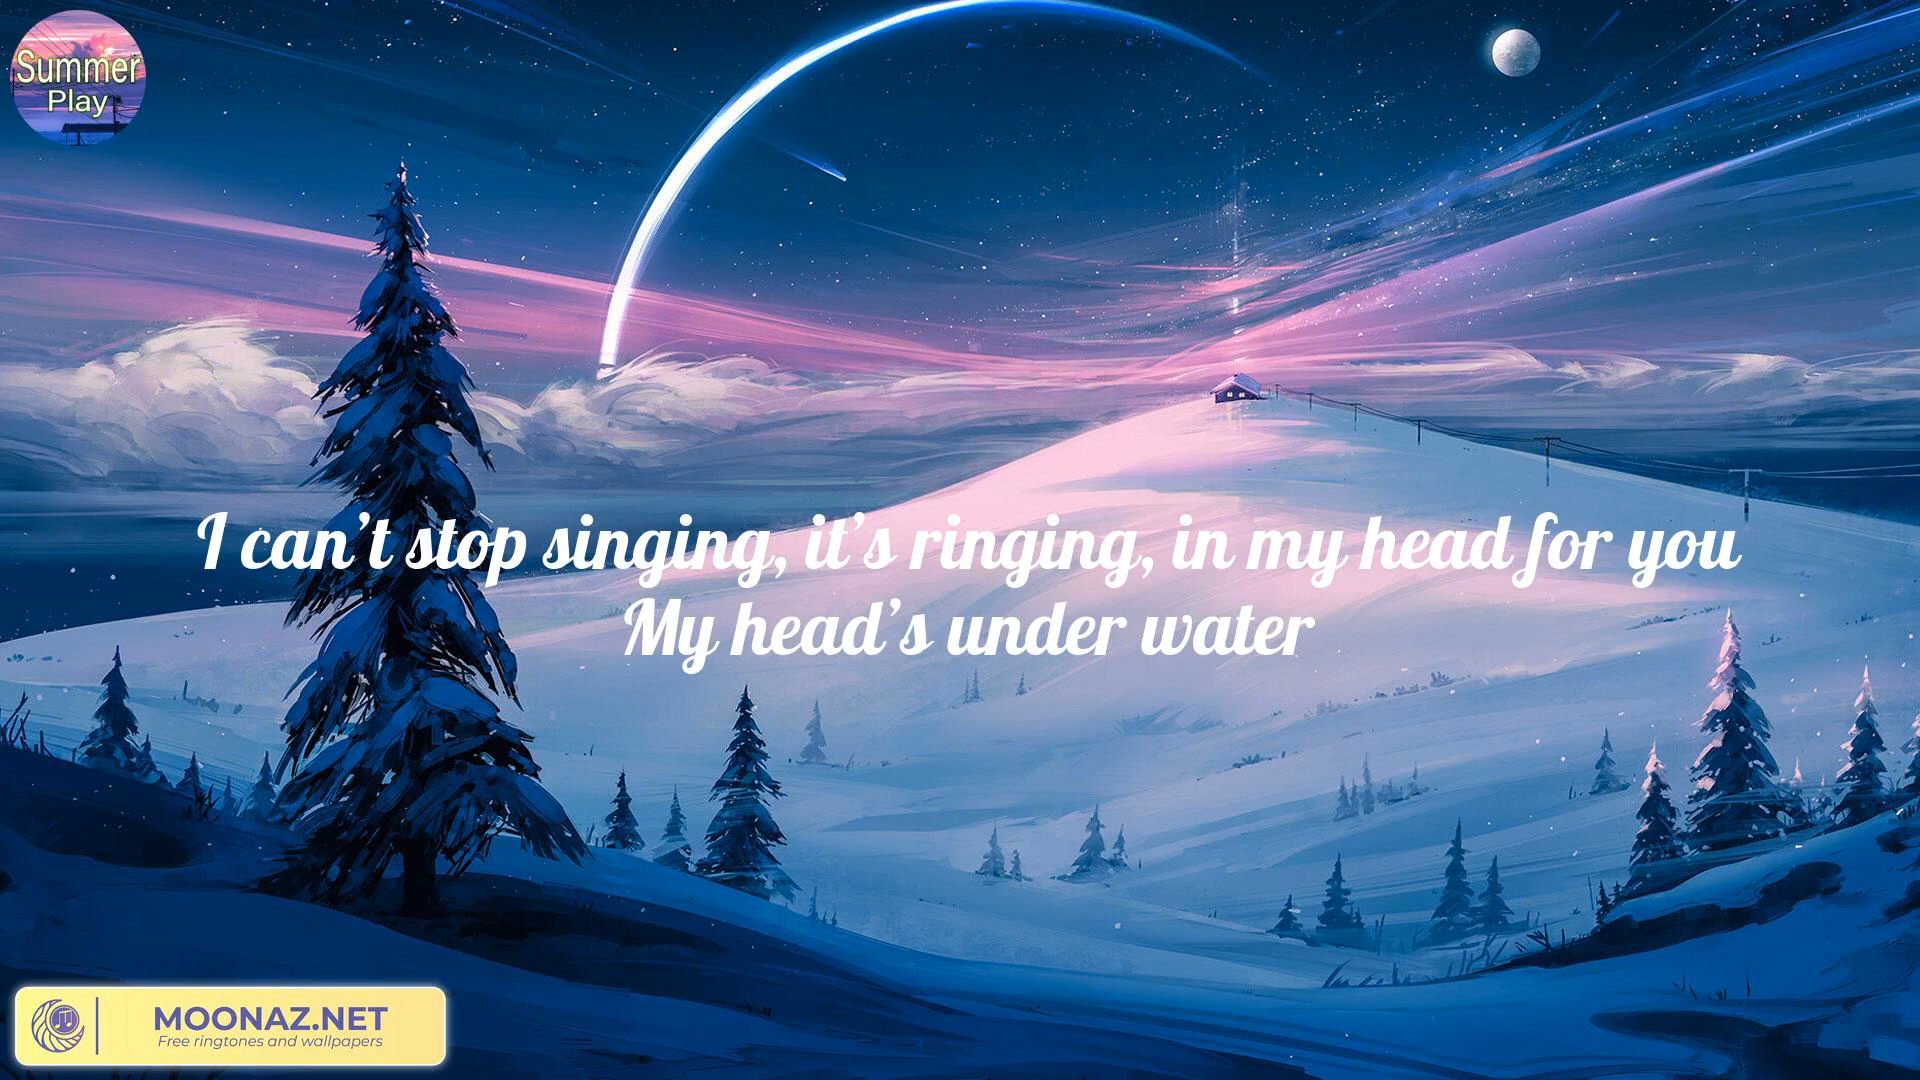 Summer
Play
I can’t stop singing, it’s ringing, in my head for you
My head’s under water
MOONAZ.NET
Free ringtones and wallpapers